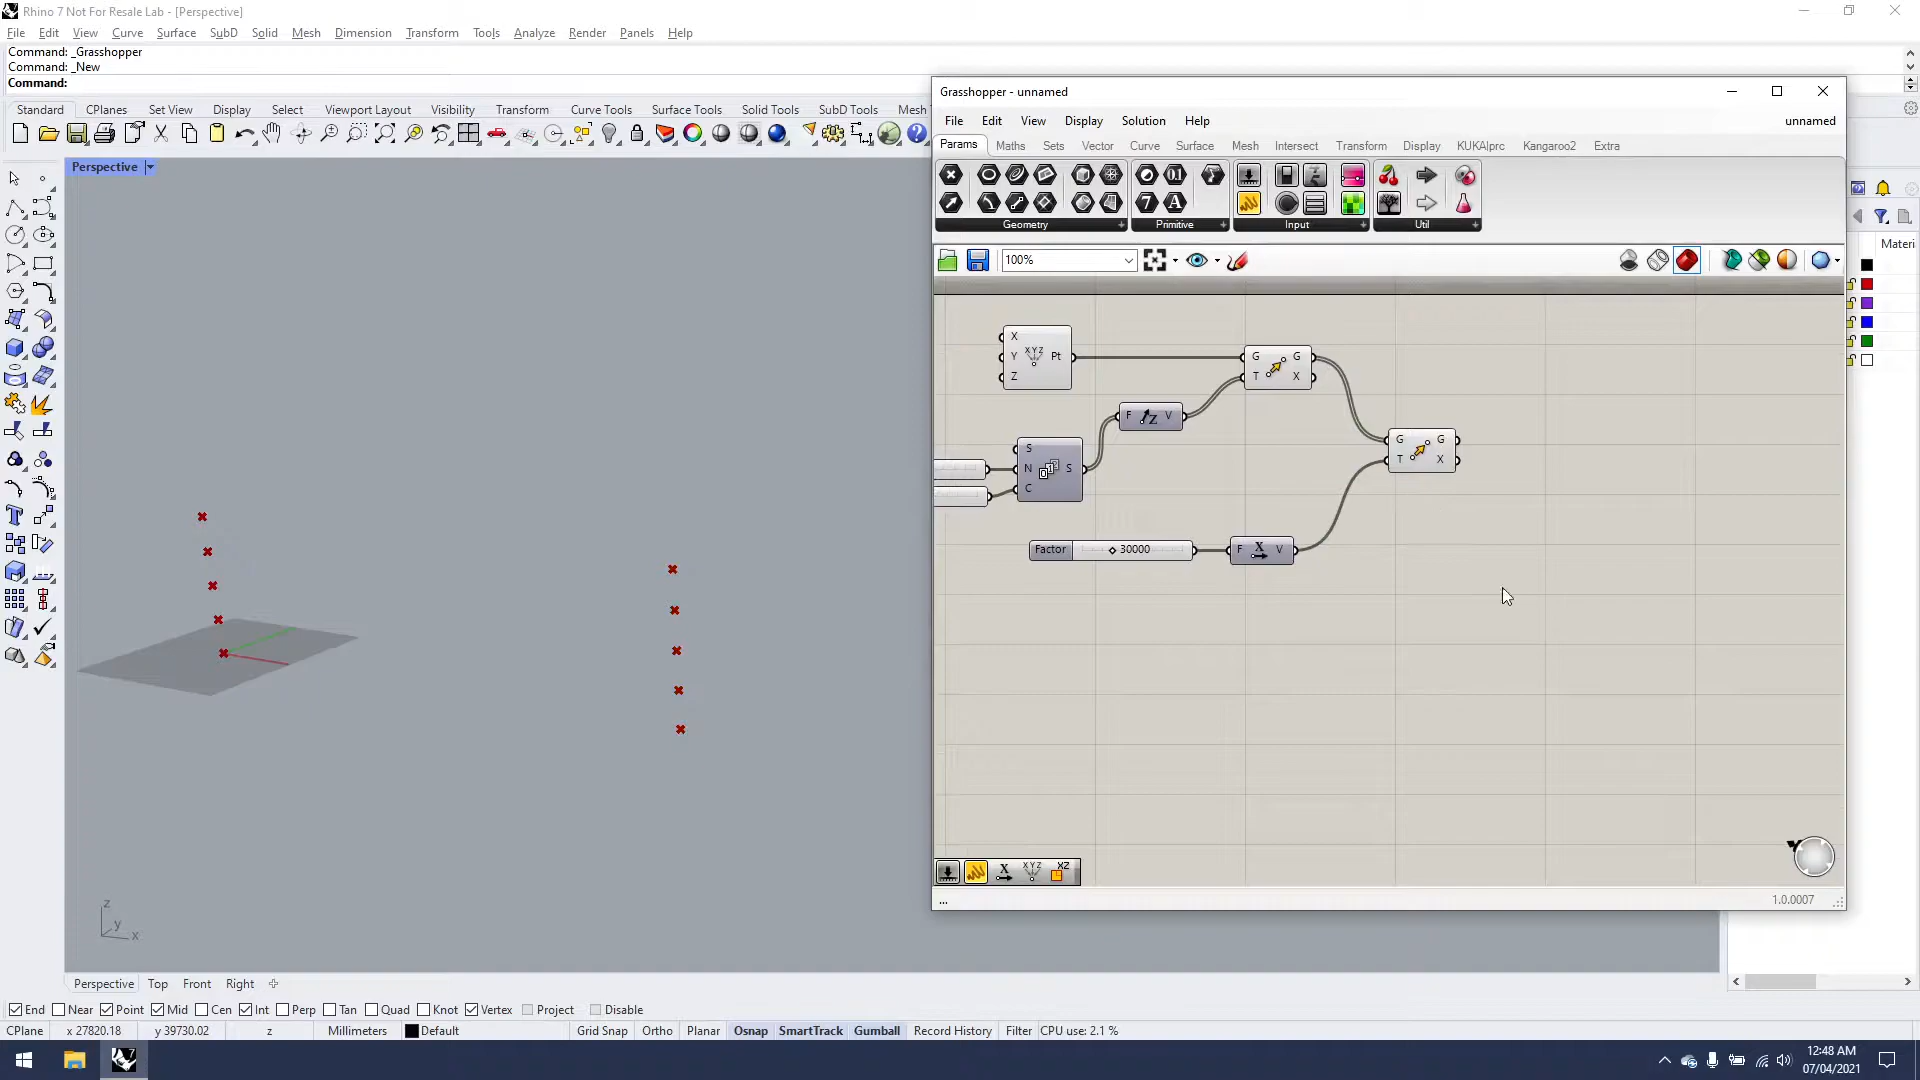 Rhino 7 Not For Resale Lab - [Perspective]
File Edit View Curve Surface SubD Solid Mesh Dimension Transform Tools Analyze Render Panels Help
Command: _Grasshopper
Command: _New
Command:
Standard CPlanes Set View Display Select Viewport Layout Visibility Transform Curve Tools Surface Tools Solid Tools SubD Tools Mesh T
Perspective
Grasshopper - unnamed
File Edit View Display Solution Help unnamed
Params Maths Sets Vector Curve Surface Mesh Intersect Transform Display KUKA|prc Kangaroo2 Extra
Geometry Primitive Input Util
100%
Materi
X
Y XYZ Pt
Z
G G
T X
F Z V
S
N S
C
G G
T X
Factor 30000
F X V
X XYZ XZ
... 1.0.0007
z
y
x
Perspective Top Front Right
End Near Point Mid Cen Int Perp Tan Quad Knot Vertex Project Disable
CPlane x 27820.18 y 39730.02 z Millimeters Default Grid Snap Ortho Planar Osnap SmartTrack Gumball Record History Filter CPU use: 2.1 %
12:48 AM
07/04/2021